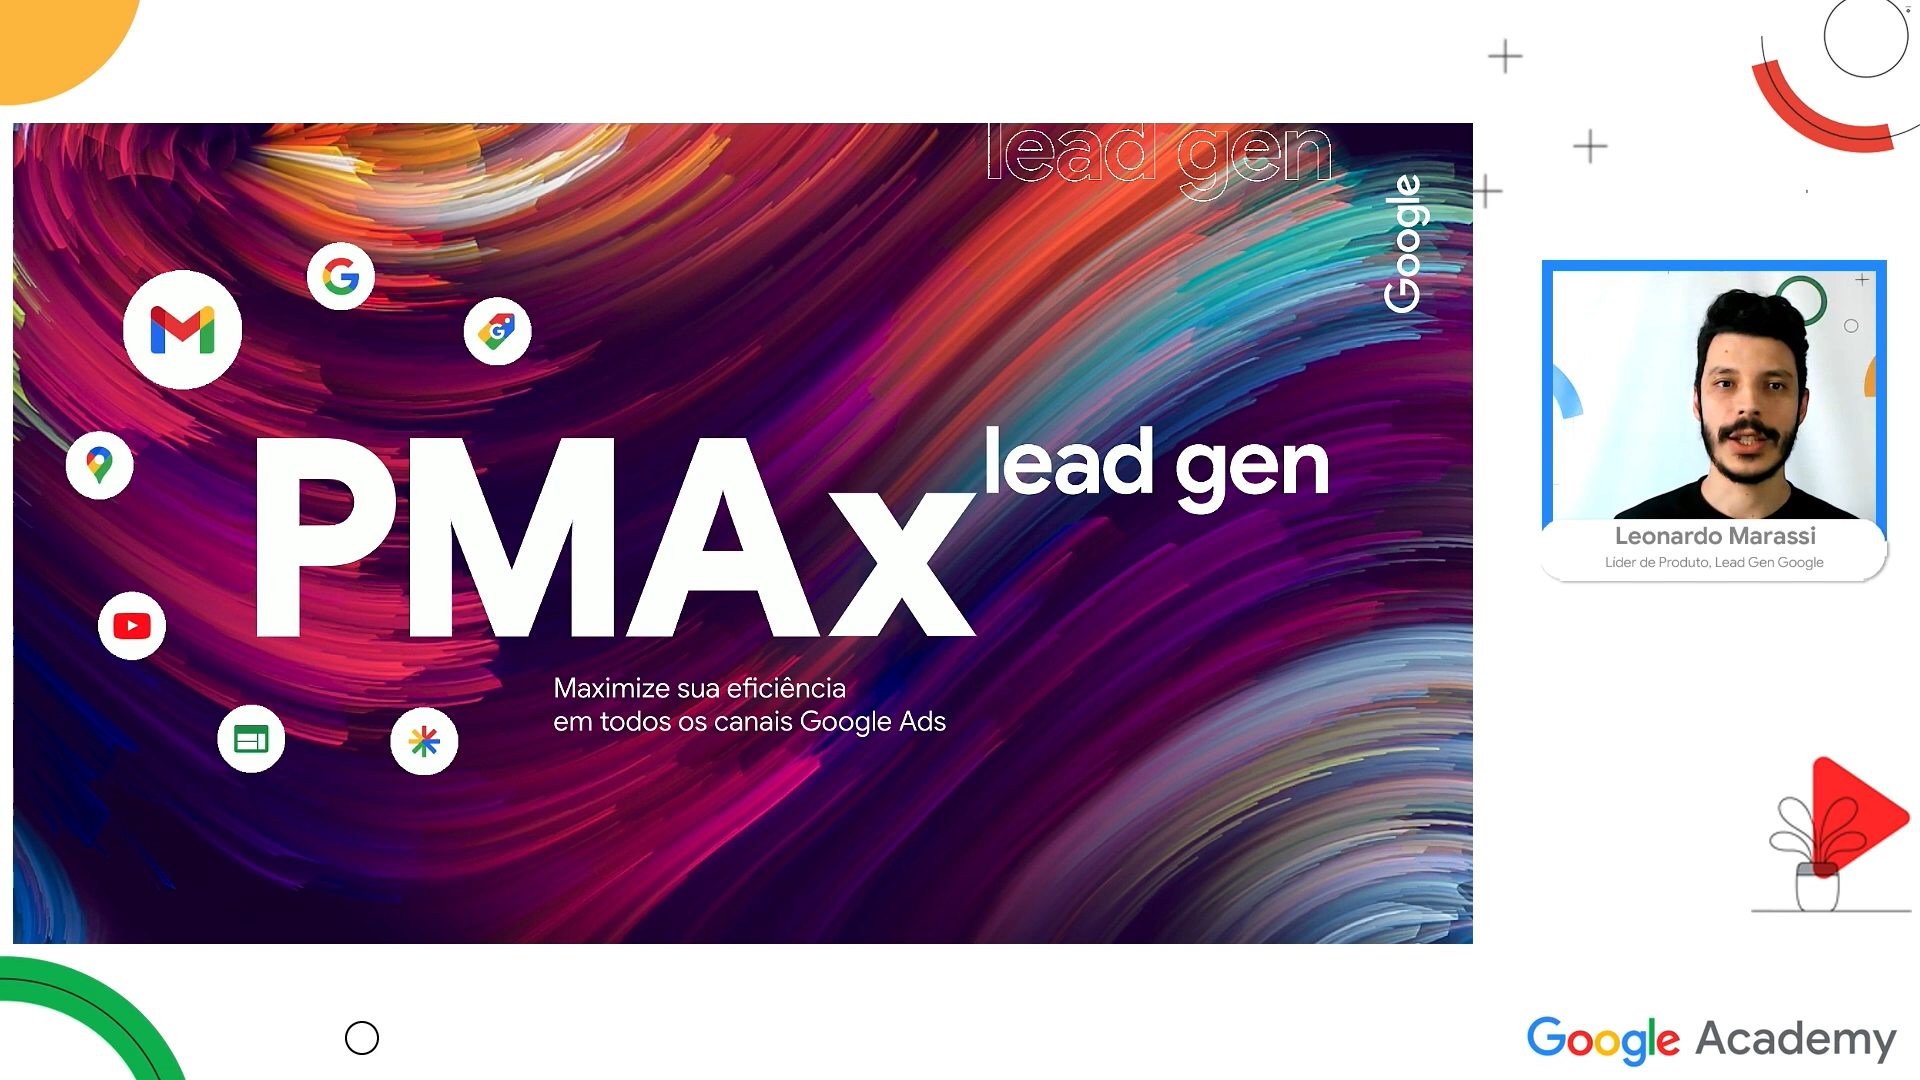 lead gen
Google
PMAx lead gen
Maximize sua eficiência
em todos os canais Google Ads
Leonardo Marassi
Líder de Produto, Lead Gen Google
Google Academy